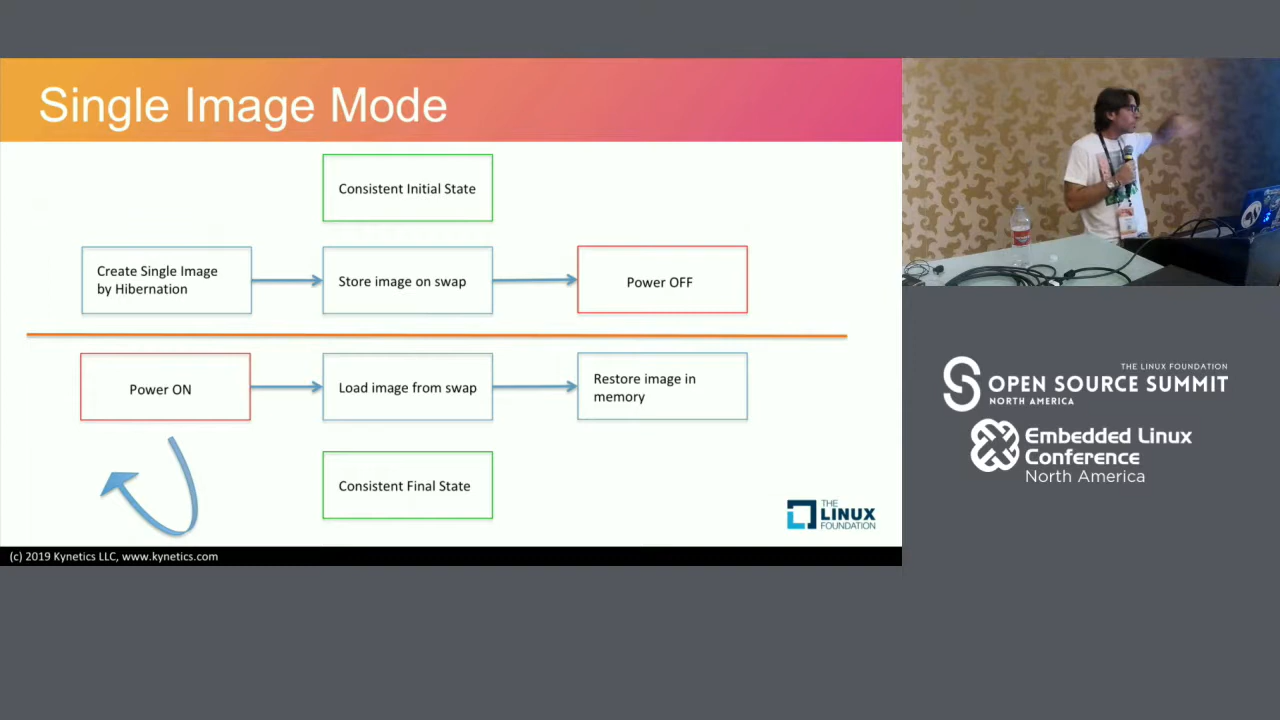 Single Image Mode
Consistent Initial State
Create Single Image
by Hibernation
Store image on swap
Power OFF
Power ON
Load image from swap
Restore image in
memory
Consistent Final State
THE
LINUX
FOUNDATION
(c) 2019 Kynetics LLC, www.kynetics.com
THE LINUX FOUNDATION
OPEN SOURCE SUMMIT
NORTH AMERICA
Embedded Linux
Conference
North America